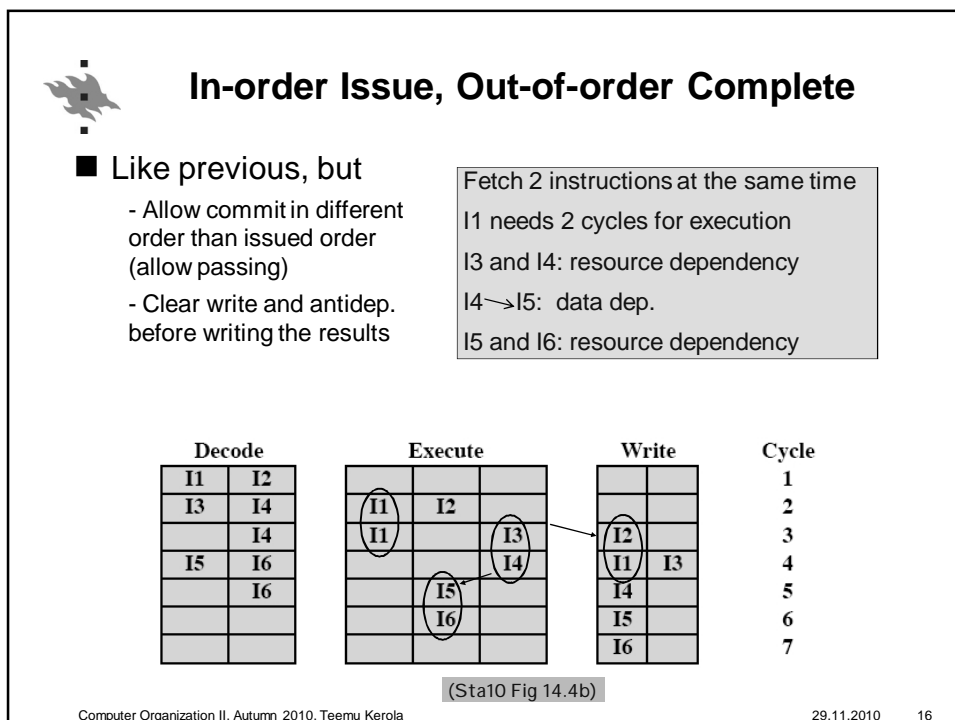 In-order Issue, Out-of-order Complete
Like previous, but
- Allow commit in different
order than issued order
(allow passing)
- Clear write and antidep.
before writing the results
Fetch 2 instructions at the same time
I1 needs 2 cycles for execution
I3 and I4: resource dependency
I4 I5: data dep.
I5 and I6: resource dependency
Decode Execute Write Cycle
I1 I2 1
I3 I4 I1 I2 2
I4 I1 I3 I2 3
I5 I6 I4 I1 I3 4
I6 I5 I4 5
I6 I5 6
I6 7
(Sta10 Fig 14.4b)
Computer Organization II, Autumn 2010, Teemu Kerola 29.11.2010 16